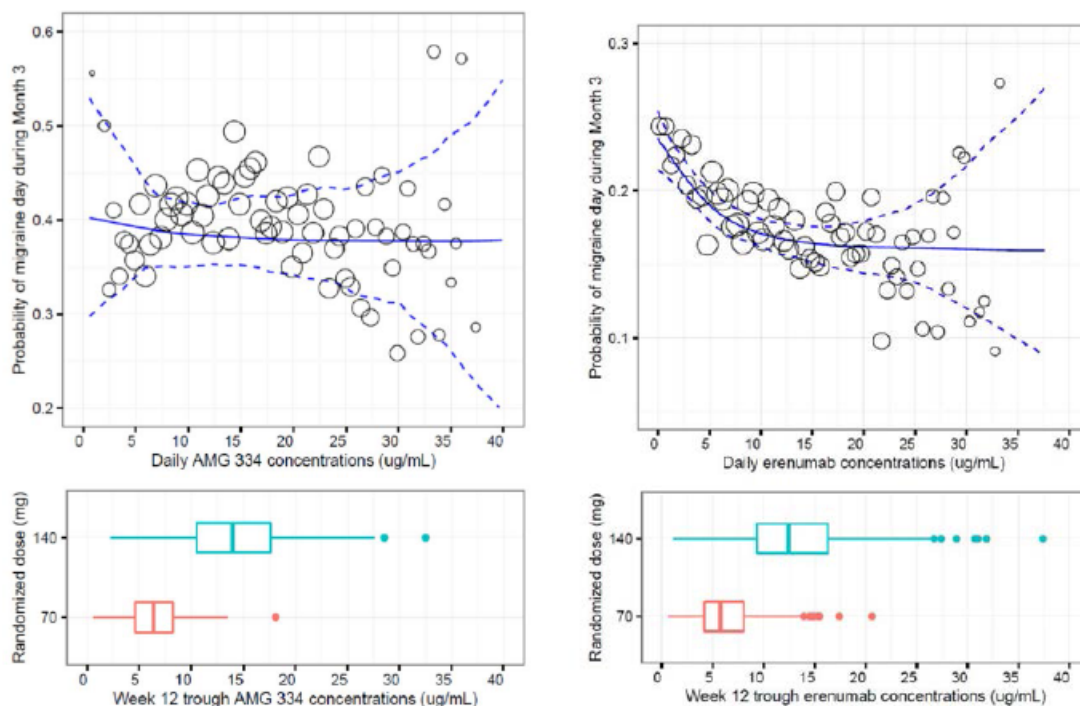 Probability of migraine day during Month 3
0.6
0.5
0.4
0.3
0.2
0 5 10 15 20 25 30 35 40
Daily AMG 334 concentrations (ug/mL)
Probability of migraine day during Month 3
0.3
0.2
0.1
0 5 10 15 20 25 30 35 40
Daily erenumab concentrations (ug/mL)
Randomized dose (mg)
140
70
0 5 10 15 20 25 30 35 40
Week 12 trough AMG 334 concentrations (ug/mL)
Randomized dose (mg)
140
70
0 5 10 15 20 25 30 35 40
Week 12 trough erenumab concentrations (ug/mL)